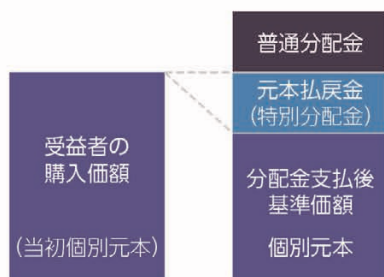 普通分配金
元本払戻金
(特別分配金)
受益者の
購入価額
(当初個別元本)
分配金支払後
基準価額
個別元本